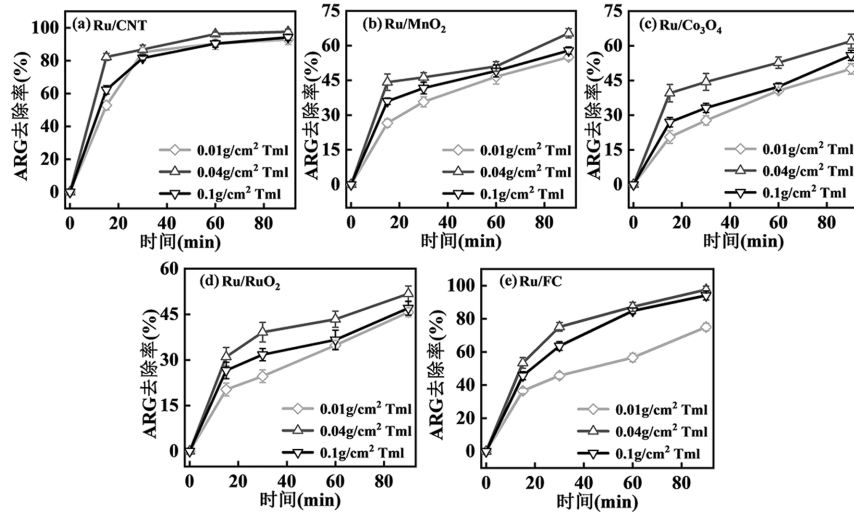 (a) Ru/CNT
ARG去除率(%)
100
80
60
40
20
0
0.01g/cm² Tml
0.04g/cm² Tml
0.1g/cm² Tml
0 20 40 60 80
时间(min)
(b) Ru/MnO₂
ARG去除率(%)
75
60
45
30
15
0
0.01g/cm² Tml
0.04g/cm² Tml
0.1g/cm² Tml
0 20 40 60 80
时间(min)
(c) Ru/Co₃O₄
ARG去除率(%)
75
60
45
30
15
0
0.01g/cm² Tml
0.04g/cm² Tml
0.1g/cm² Tml
0 20 40 60 80
时间(min)
(d) Ru/RuO₂
ARG去除率(%)
60
45
30
15
0
0.01g/cm² Tml
0.04g/cm² Tml
0.1g/cm² Tml
0 20 40 60 80
时间(min)
(e) Ru/FC
ARG去除率(%)
100
80
60
40
20
0
0.01g/cm² Tml
0.04g/cm² Tml
0.1g/cm² Tml
0 20 40 60 80
时间(min)